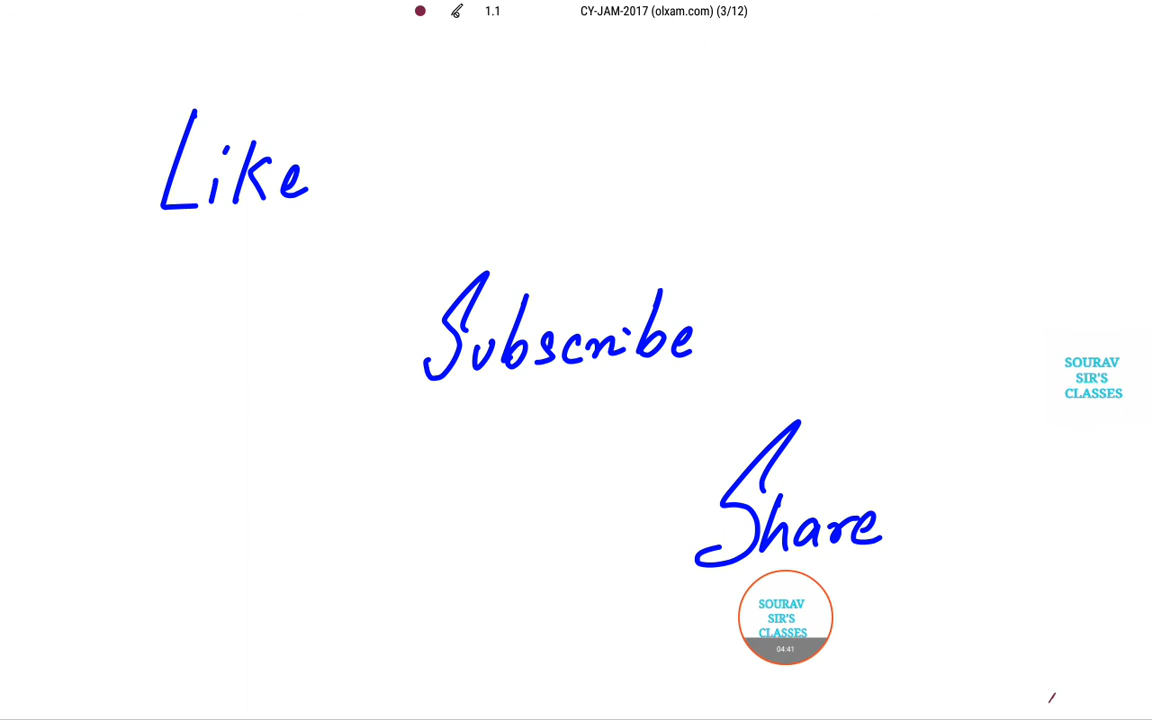 1.1 CY-JAM-2017 (olxam.com) (3/12)
Like
Subscribe
SOURAV
SIR'S
CLASSES
Share
SOURAV
SIR'S
CLASSES
04:41